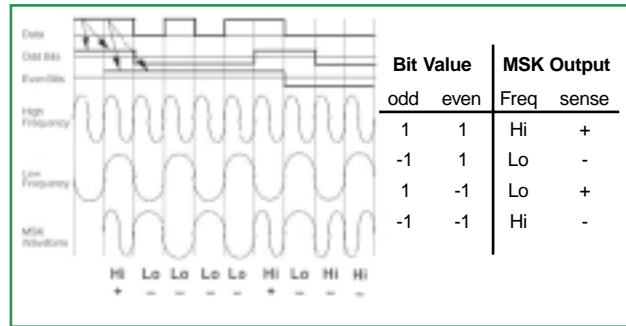 Data
Odd Bits
Even Bits
High
Frequency
Low
Frequency
MSK
Waveform
Hi Lo Lo Lo Lo Hi Lo Hi Hi
+ – – – – + – – –
Bit Value MSK Output
odd even Freq sense
1 1 Hi +
-1 1 Lo -
1 -1 Lo +
-1 -1 Hi -